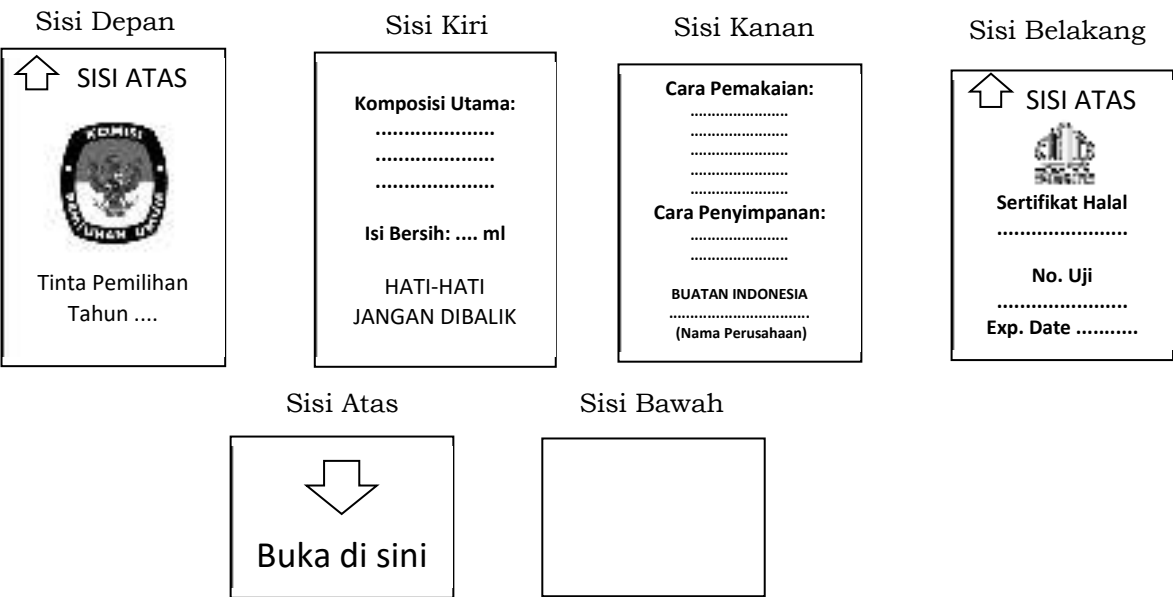 Sisi Depan
SISI ATAS
KOMISI
PEMILIHAN UMUM
Tinta Pemilihan
Tahun ....
Sisi Kiri
Komposisi Utama:
.....................
.....................
.....................
Isi Bersih: .... ml
HATI-HATI
JANGAN DIBALIK
Sisi Kanan
Cara Pemakaian:
.......................
.......................
.......................
.......................
.......................
Cara Penyimpanan:
.......................
.......................
BUATAN INDONESIA
.................................
(Nama Perusahaan)
Sisi Belakang
SISI ATAS
Sertifikat Halal
.......................
No. Uji
.......................
Exp. Date ...........
Sisi Atas
Buka di sini
Sisi Bawah